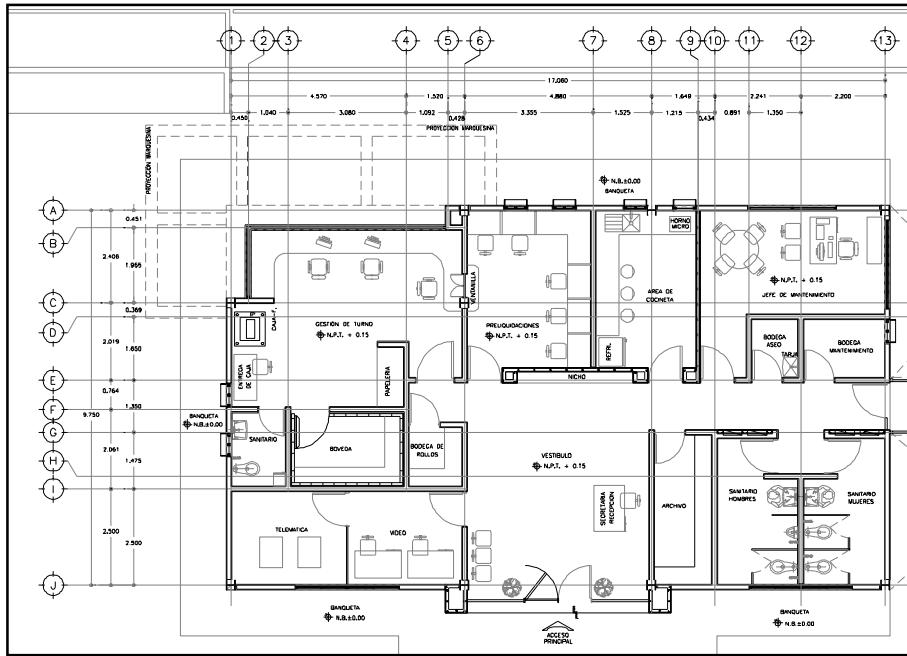 1 2 3 4 5 6 7 8 9 10 11 12 13
17.060
4.570 1.520 4.880 1.649 2.241 2.200
0.450 1.040 3.080 1.092 0.428 3.355 1.525 1.215 0.434 0.891 1.350
PROYECCIÓN MARQUESINA
PROYECCIÓN MARQUESINA
N.B.±0.00
BANQUETA
A
B
C
D
E
F
G
H
I
J
9.750
2.406
2.019
0.764
2.061
2.500
0.451
1.965
0.369
1.650
1.350
1.475
2.500
HORNO
MICRO
VENTANILLA
AREA DE
COCINETA
N.P.T. + 0.15
JEFE DE MANTENIMIENTO
CAJA-F.
GESTIÓN DE TURNO
N.P.T. + 0.15
PRELIQUIDACIONES
N.P.T. + 0.15
REFRI.
BODEGA
ASEO
TARJA
BODEGA
MANTENIMIENTO
ENTREGA
DE CAJA
PAPELERIA
NICHO
BANQUETA
N.B.±0.00
SANITARIO
BOVEDA
BODEGA DE
ROLLOS
VESTIBULO
N.P.T. + 0.15
SECRETARIA
RECEPCION
ARCHIVO
SANITARIO
HOMBRES
SANITARIO
MUJERES
TELEMATICA
VIDEO
BANQUETA
N.B.±0.00
ACCESO
PRINCIPAL
BANQUETA
N.B.±0.00